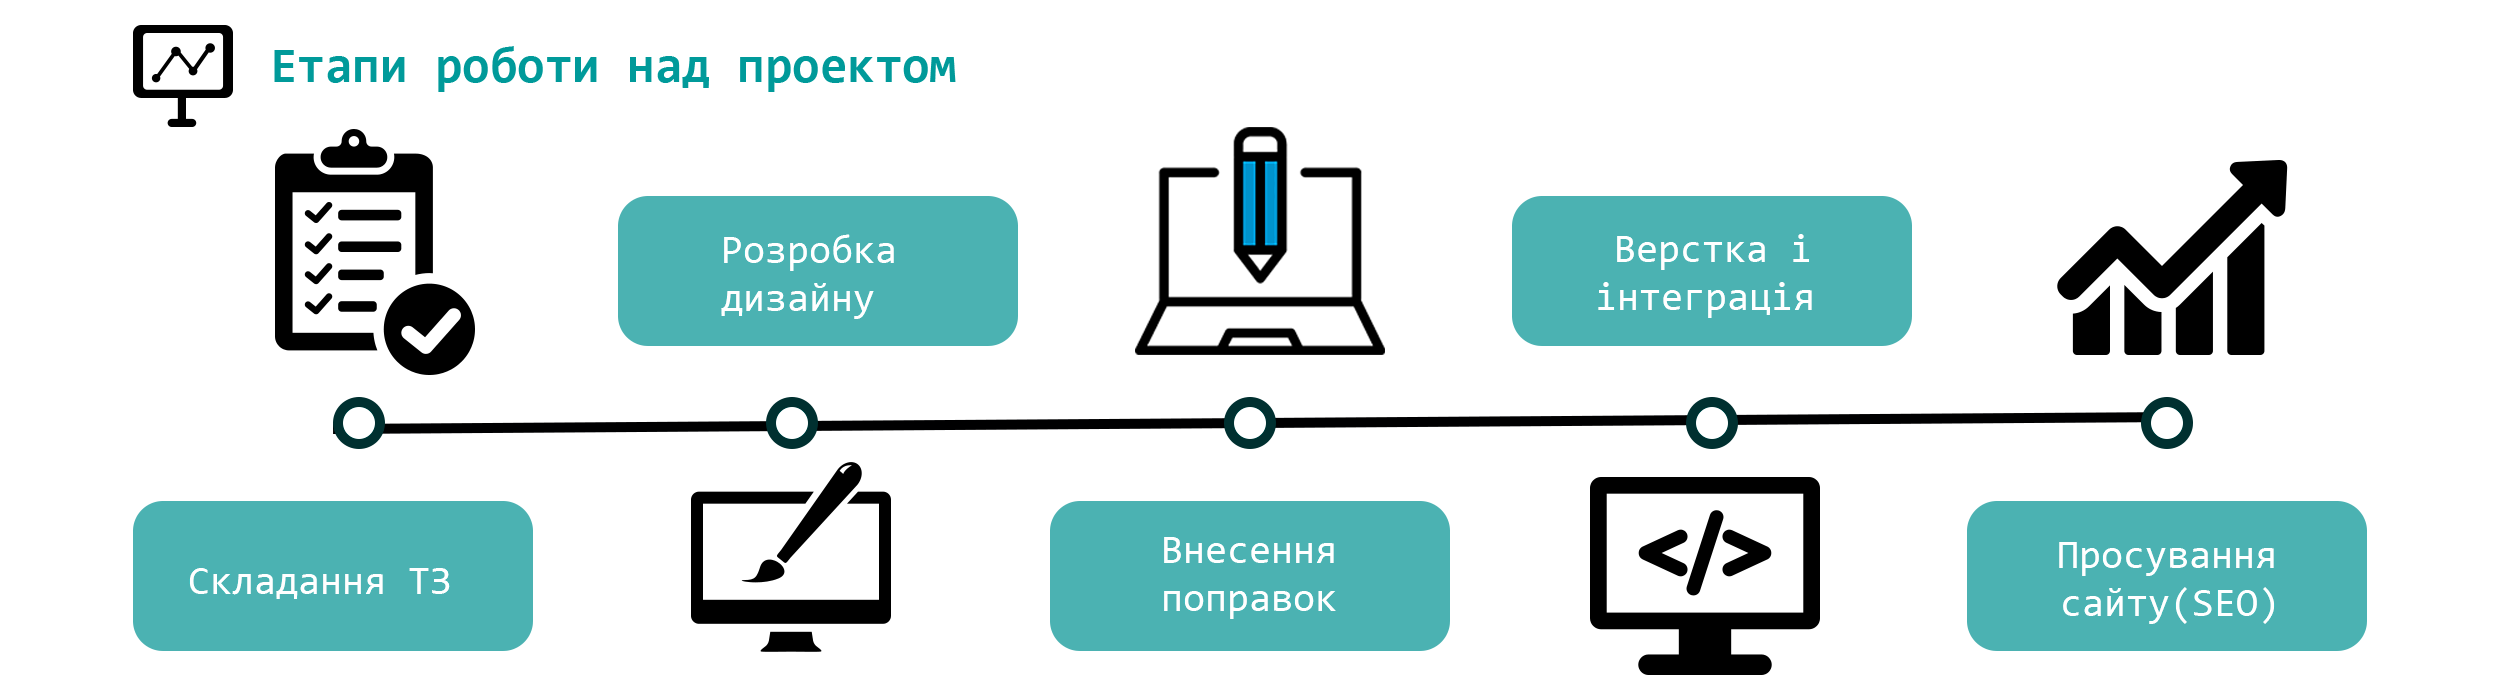 Етапи роботи над проектом
Розробка
дизайну
Верстка і
інтеграція
Складання ТЗ
Внесення
поправок
Просування
сайту(SEO)